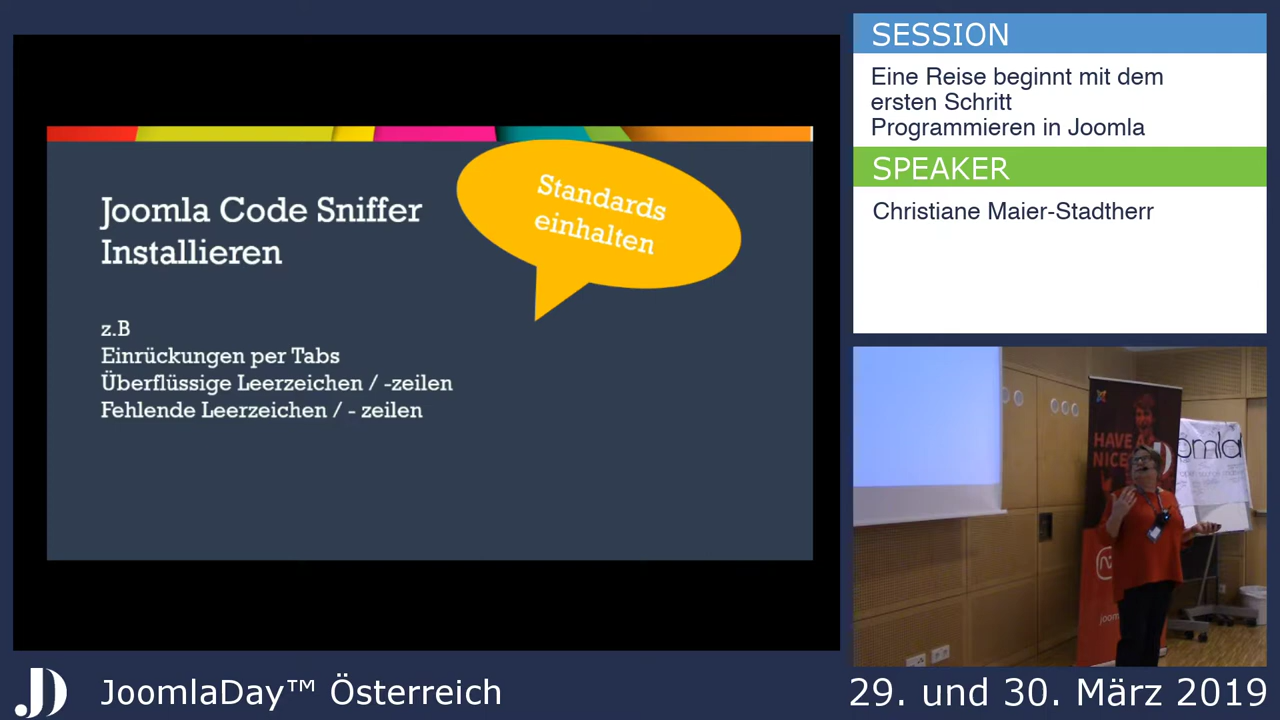 SESSION
Eine Reise beginnt mit dem
ersten Schritt
Programmieren in Joomla
SPEAKER
Christiane Maier-Stadtherr
Standards
einhalten
Joomla Code Sniffer
Installieren
z.B
Einrückungen per Tabs
Überflüssige Leerzeichen / -zeilen
Fehlende Leerzeichen / - zeilen
HAVE A
NICE
JD
JoomlaDay™ Österreich
29. und 30. März 2019